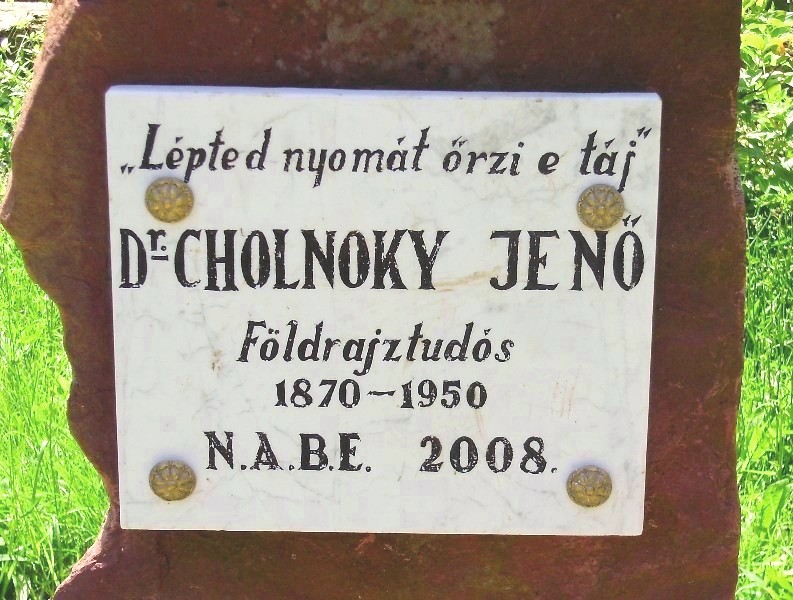 „Lépted nyomát őrzi e táj"
Dr. CHOLNOKY JENŐ
Földrajztudós
1870-1950
N.A.B.E. 2008.